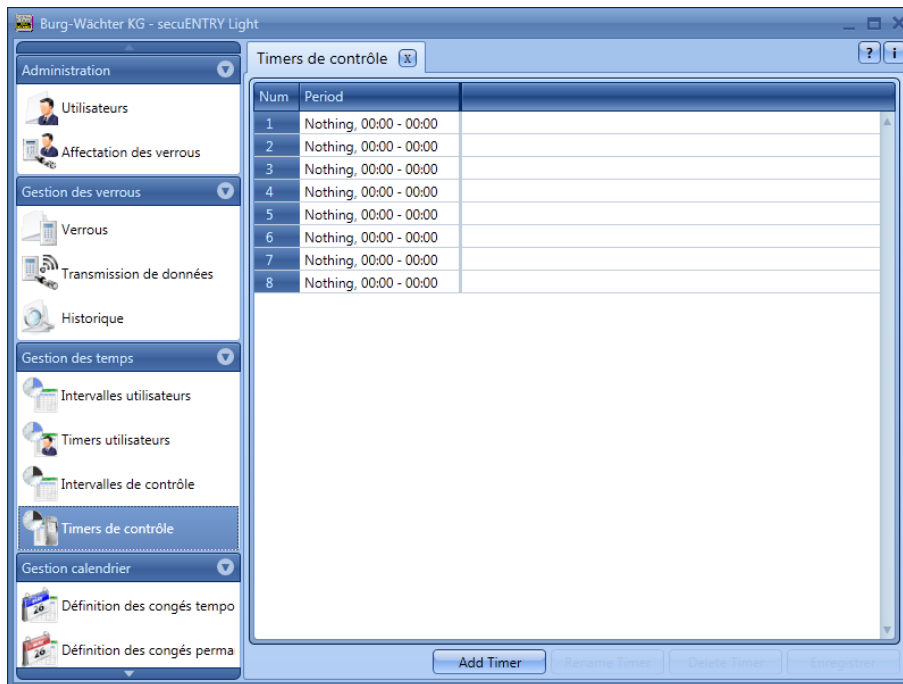 Burg-Wächter KG - secuENTRY Light
Administration
Utilisateurs
Affectation des verrous
Gestion des verrous
Verrous
Transmission de données
Historique
Gestion des temps
Intervalles utilisateurs
Timers utilisateurs
Intervalles de contrôle
Timers de contrôle
Gestion calendrier
Définition des congés tempo
Définition des congés perma
Timers de contrôle x
? i
Num Period
1 Nothing, 00:00 - 00:00
2 Nothing, 00:00 - 00:00
3 Nothing, 00:00 - 00:00
4 Nothing, 00:00 - 00:00
5 Nothing, 00:00 - 00:00
6 Nothing, 00:00 - 00:00
7 Nothing, 00:00 - 00:00
8 Nothing, 00:00 - 00:00
Add Timer Rename Timer Delete Timer Enregistrer